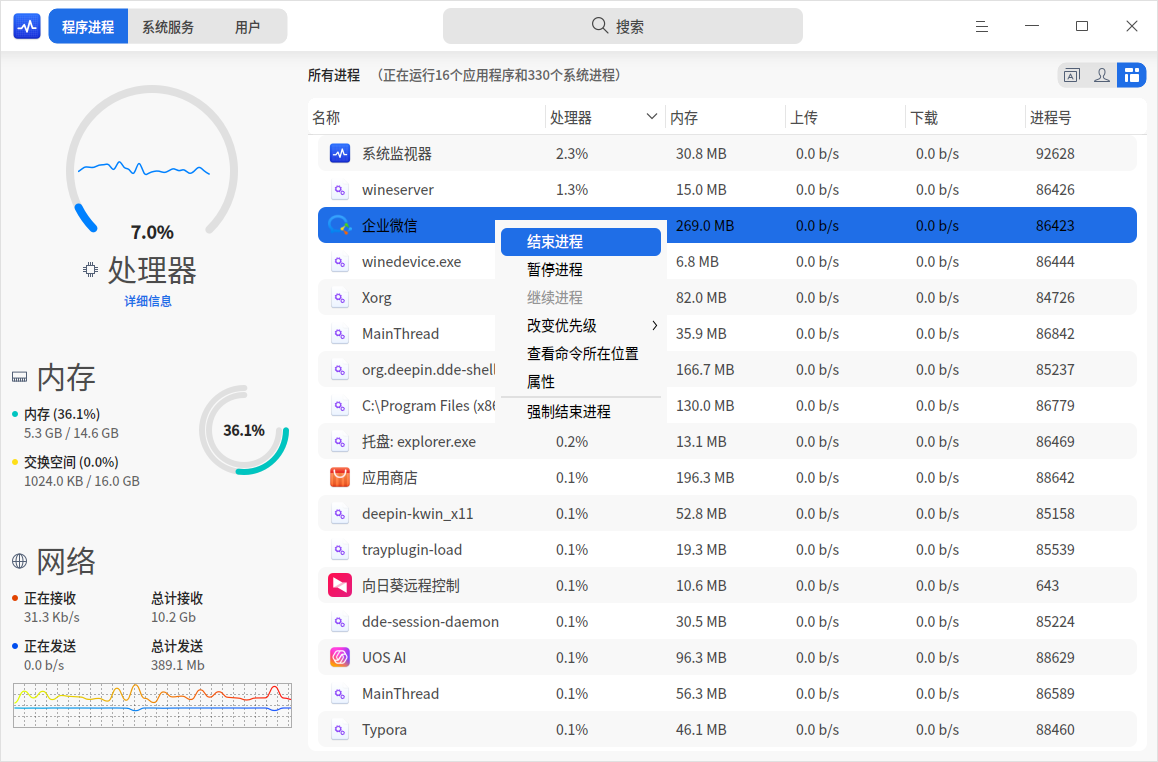 程序进程 系统服务 用户 搜索
所有进程 （正在运行16个应用程序和330个系统进程）
名称 处理器 内存 上传 下载 进程号
系统监视器 2.3% 30.8 MB 0.0 b/s 0.0 b/s 92628
wineserver 1.3% 15.0 MB 0.0 b/s 0.0 b/s 86426
企业微信 269.0 MB 0.0 b/s 0.0 b/s 86423
winedevice.exe 6.8 MB 0.0 b/s 0.0 b/s 86444
Xorg 82.0 MB 0.0 b/s 0.0 b/s 84726
MainThread 35.9 MB 0.0 b/s 0.0 b/s 86842
org.deepin.dde-shell 166.7 MB 0.0 b/s 0.0 b/s 85237
C:\Program Files (x86 130.0 MB 0.0 b/s 0.0 b/s 86779
托盘: explorer.exe 0.2% 13.1 MB 0.0 b/s 0.0 b/s 86469
应用商店 0.1% 196.3 MB 0.0 b/s 0.0 b/s 88642
deepin-kwin_x11 0.1% 52.8 MB 0.0 b/s 0.0 b/s 85158
trayplugin-load 0.1% 19.3 MB 0.0 b/s 0.0 b/s 85539
向日葵远程控制 0.1% 10.6 MB 0.0 b/s 0.0 b/s 643
dde-session-daemon 0.1% 30.5 MB 0.0 b/s 0.0 b/s 85224
UOS AI 0.1% 96.3 MB 0.0 b/s 0.0 b/s 88629
MainThread 0.1% 56.3 MB 0.0 b/s 0.0 b/s 86589
Typora 0.1% 46.1 MB 0.0 b/s 0.0 b/s 88460
结束进程
暂停进程
继续进程
改变优先级
查看命令所在位置
属性
强制结束进程
7.0%
处理器
详细信息
内存
内存 (36.1%)
5.3 GB / 14.6 GB
交换空间 (0.0%)
1024.0 KB / 16.0 GB
36.1%
网络
正在接收 总计接收
31.3 Kb/s 10.2 Gb
正在发送 总计发送
0.0 b/s 389.1 Mb